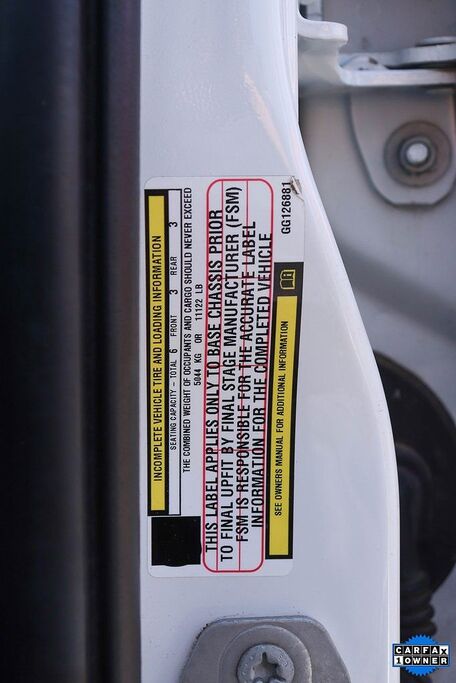 INCOMPLETE VEHICLE TIRE AND LOADING INFORMATION
SEATING CAPACITY - TOTAL 6 FRONT 3 REAR 3
THE COMBINED WEIGHT OF OCCUPANTS AND CARGO SHOULD NEVER EXCEED
5044 KG OR 11122 LB
THIS LABEL APPLIES ONLY TO BASE CHASSIS PRIOR
TO FINAL UPFIT BY FINAL STAGE MANUFACTURER (FSM)
FSM IS RESPONSIBLE FOR THE ACCURATE LABEL
INFORMATION FOR THE COMPLETED VEHICLE
SEE OWNERS MANUAL FOR ADDITIONAL INFORMATION
GG126881
CARFAX
1 OWNER